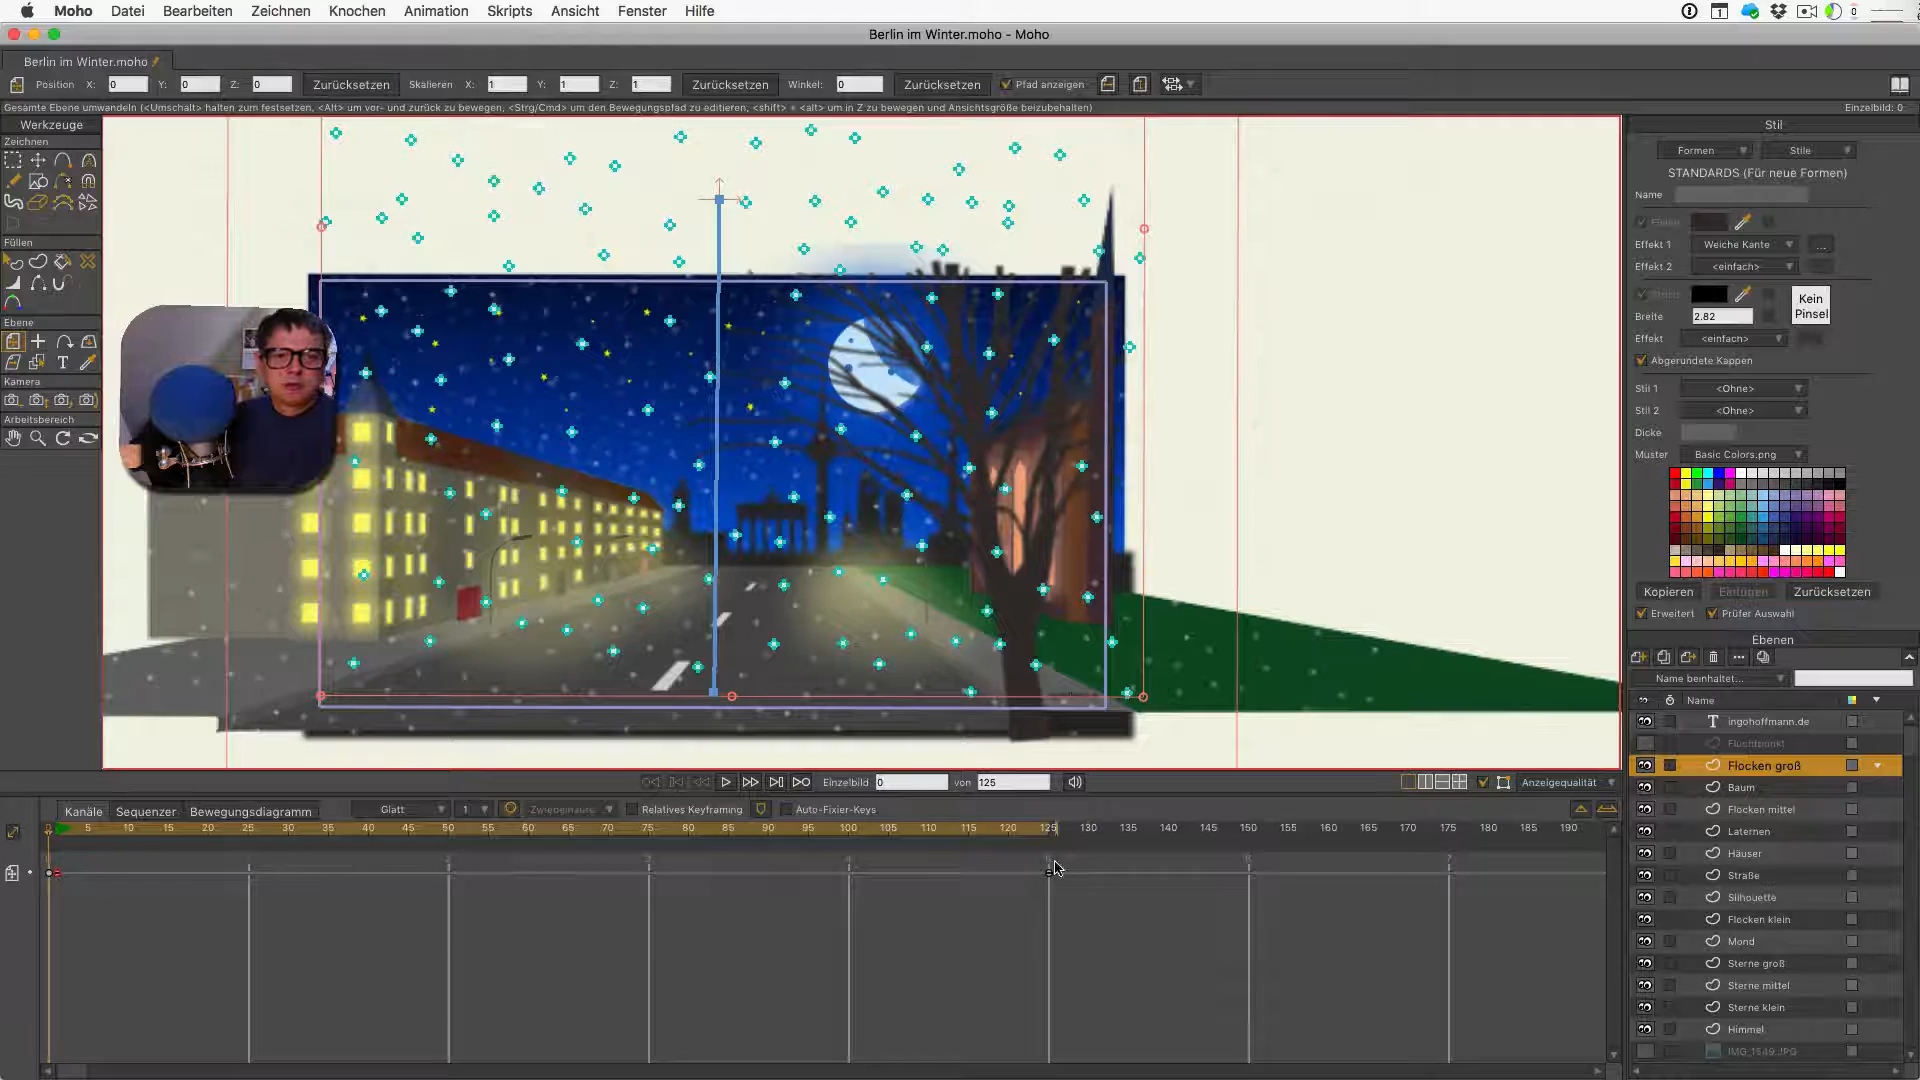 Moho Datei Bearbeiten Zeichnen Knochen Animation Skripts Ansicht Fenster Hilfe
Berlin im Winter.moho - Moho
Berlin im Winter.moho
Position X: 0 Y: 0 Z: 0 Zurücksetzen Skalieren X: 1 Y: 1 Z: 1 Zurücksetzen Winkel: 0 Zurücksetzen Pfad anzeigen
Gesamte Ebene umwandeln (<Umschalt> halten zum festsetzen, <Alt> um vor- und zurück zu bewegen, <Strg/Cmd> um den Bewegungspfad zu editieren, <shift> + <alt> um in Z zu bewegen und Ansichtsgröße beizubehalten) Einzelbild: 0
Werkzeuge
Zeichnen
Füllen
Ebene
Kamera
Arbeitsbereich
Stil
Formen Stile
STANDARDS (Für neue Formen)
Name
Effekt 1 Weiche Kante ...
Effekt 2 <einfach>
Breite 2.82
Kein Pinsel
Effekt <einfach>
Abgerundete Kappen
Stil 1 <Ohne>
Stil 2 <Ohne>
Dicke
Muster Basic Colors.png
Kopieren Einfügen Zurücksetzen
Erweitert Prüfer Auswahl
Ebenen
Name beinhaltet...
Name
ingohoffmann.de
Fluchtpunkt
Flocken groß
Baum
Flocken mittel
Laternen
Häuser
Straße
Silhouette
Flocken klein
Mond
Sterne groß
Sterne mittel
Sterne klein
Himmel
IMG_1549.JPG
Einzelbild 0 von 125 Anzeigequalität
Kanäle Sequenzer Bewegungsdiagramm Glatt 1 Relatives Keyframing Auto-Fixier-Keys
5 10 15 20 25 30 35 40 45 50 55 60 65 70 75 80 85 90 95 100 105 110 115 120 125 130 135 140 145 150 155 160 165 170 175 180 185 190